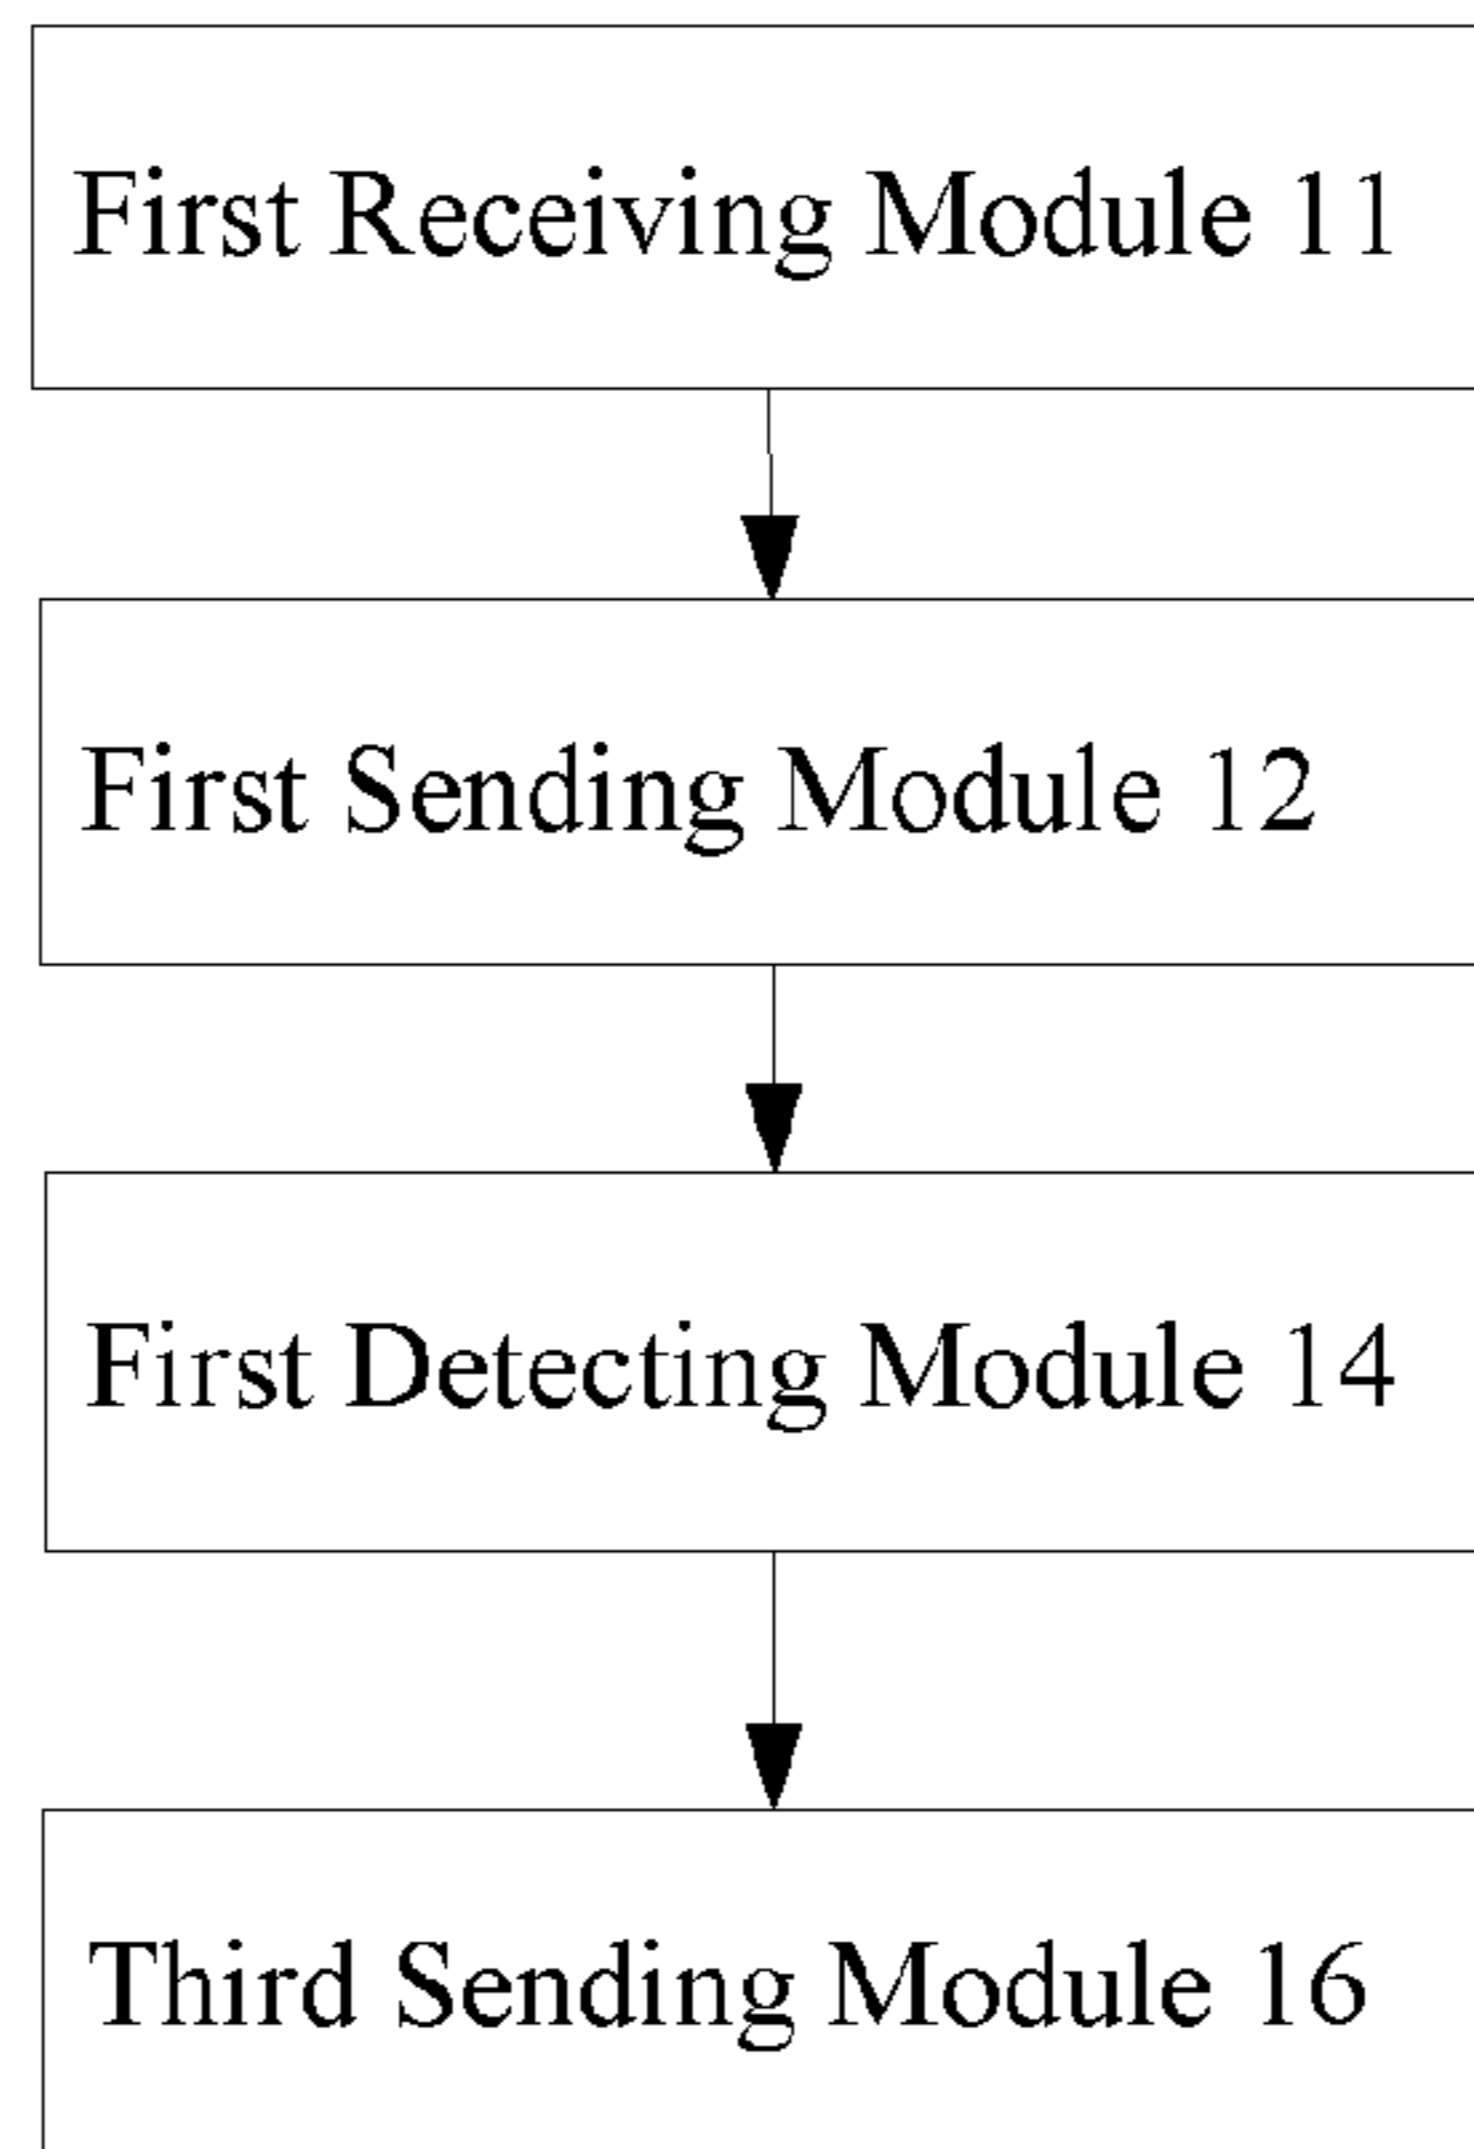 First Receiving Module 11
First Sending Module 12
First Detecting Module 14
Third Sending Module 16